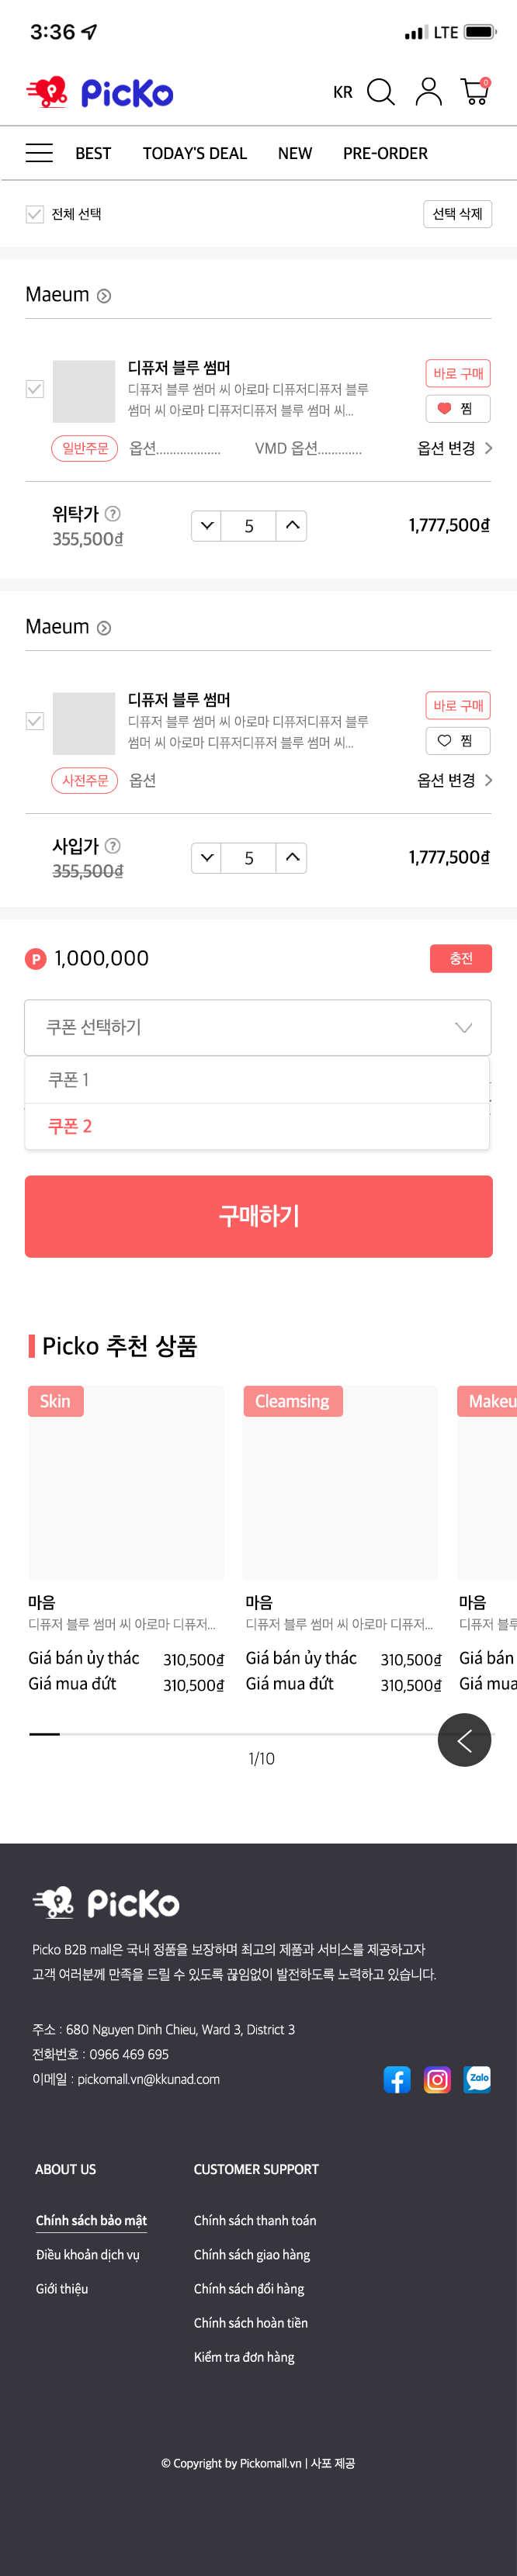 3:36
LTE
PicKo
KR
0
BEST TODAY'S DEAL NEW PRE-ORDER
전체 선택
선택 삭제
Maeum
디퓨저 블루 썸머
바로 구매
디퓨저 블루 썸머 씨 아로마 디퓨저디퓨저 블루
썸머 씨 아로마 디퓨저디퓨저 블루 썸머 씨...
찜
일반주문 옵션................... VMD 옵션............. 옵션 변경
위탁가 ?
355,500₫
5
1,777,500₫
Maeum
디퓨저 블루 썸머
바로 구매
디퓨저 블루 썸머 씨 아로마 디퓨저디퓨저 블루
썸머 씨 아로마 디퓨저디퓨저 블루 썸머 씨...
찜
사전주문 옵션 옵션 변경
사입가 ?
355,500₫
5
1,777,500₫
P 1,000,000
충전
쿠폰 선택하기
쿠폰 1
쿠폰 2
구매하기
Picko 추천 상품
Skin Cleamsing Makeu
마음 마음 마음
디퓨저 블루 썸머 씨 아로마 디퓨저... 디퓨저 블루 썸머 씨 아로마 디퓨저... 디퓨저 블루
Giá bán ủy thác 310,500₫ Giá bán ủy thác 310,500₫ Giá bán
Giá mua đứt 310,500₫ Giá mua đứt 310,500₫ Giá mua
1/10
PicKo
Picko B2B mall은 국내 정품을 보장하며 최고의 제품과 서비스를 제공하고자
고객 여러분께 만족을 드릴 수 있도록 끊임없이 발전하도록 노력하고 있습니다.
주소 : 680 Nguyen Dinh Chieu, Ward 3, District 3
전화번호 : 0966 469 695
이메일 : pickomall.vn@kkunad.com
Zalo
ABOUT US CUSTOMER SUPPORT
Chính sách bảo mật Chính sách thanh toán
Điều khoản dịch vụ Chính sách giao hàng
Giới thiệu Chính sách đổi hàng
Chính sách hoàn tiền
Kiểm tra đơn hàng
© Copyright by Pickomall.vn | 사포 제공